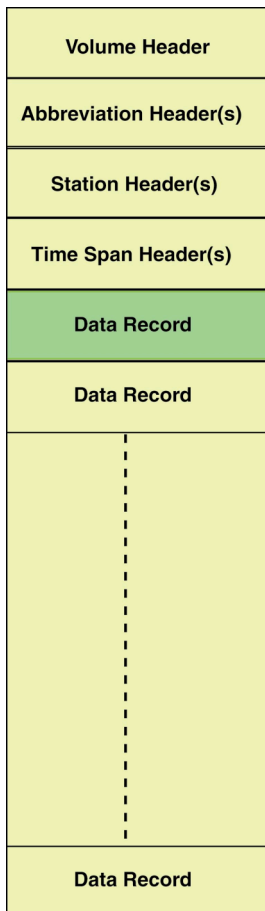 Volume Header
Abbreviation Header(s)
Station Header(s)
Time Span Header(s)
Data Record
Data Record
Data Record